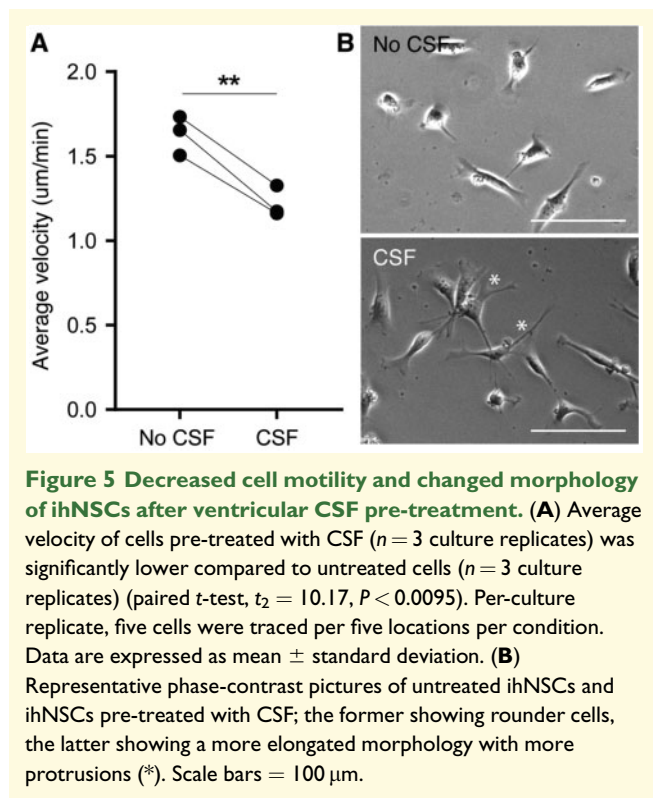 A
B
**
Average velocity (um/min)
2.0
1.5
1.0
0.5
0.0
No CSF
CSF
No CSF
CSF
*
*
Figure 5 Decreased cell motility and changed morphology
of ihNSCs after ventricular CSF pre-treatment. (A) Average
velocity of cells pre-treated with CSF (n = 3 culture replicates) was
significantly lower compared to untreated cells (n = 3 culture
replicates) (paired t-test, t₂ = 10.17, P < 0.0095). Per-culture
replicate, five cells were traced per five locations per condition.
Data are expressed as mean ± standard deviation. (B)
Representative phase-contrast pictures of untreated ihNSCs and
ihNSCs pre-treated with CSF; the former showing rounder cells,
the latter showing a more elongated morphology with more
protrusions (*). Scale bars = 100 μm.